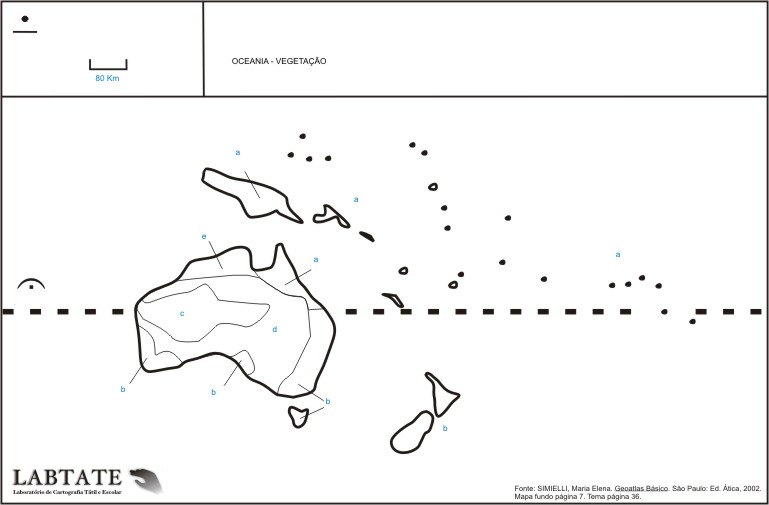 80 Km
OCEANIA - VEGETAÇÃO
a
a
e
a
a
c
d
b
b
b
b
LABTATE
Laboratório de Cartografia Tátil e Escolar
Fonte: SIMIELLI, Maria Elena. Geoatlas Básico. São Paulo: Ed. Ática, 2002.
Mapa fundo página 7. Tema página 36.